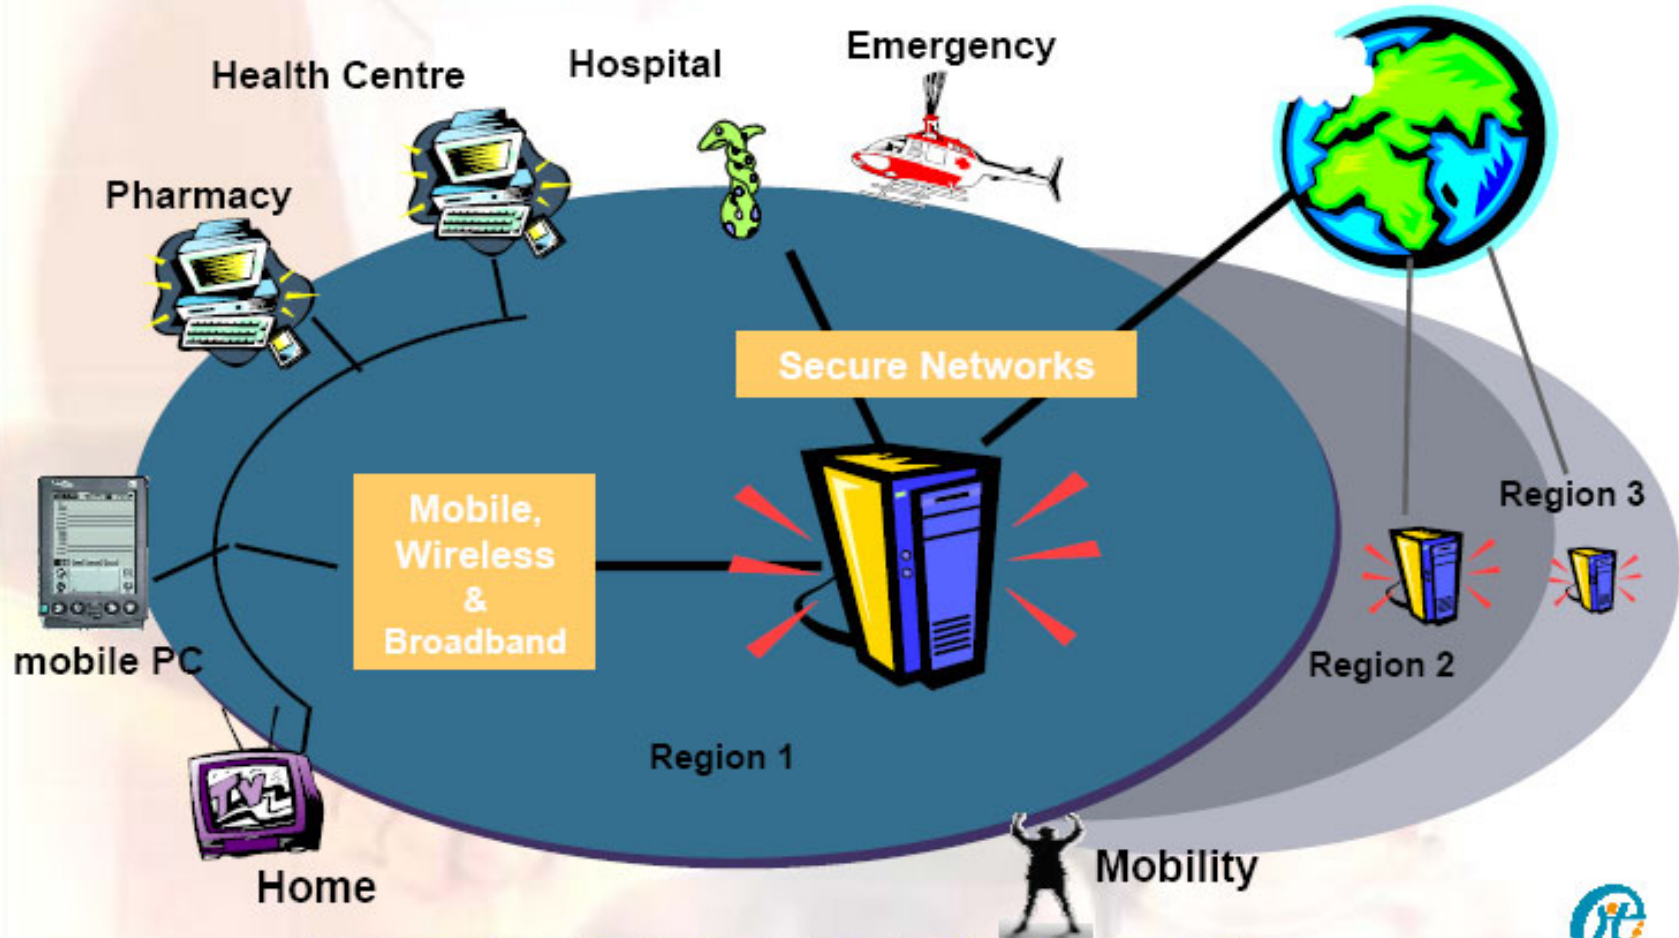 Emergency
Hospital
Health Centre
Pharmacy
Secure Networks
Mobile,
Wireless
&
Broadband
Region 3
mobile PC
Region 2
Region 1
TV
Mobility
Home